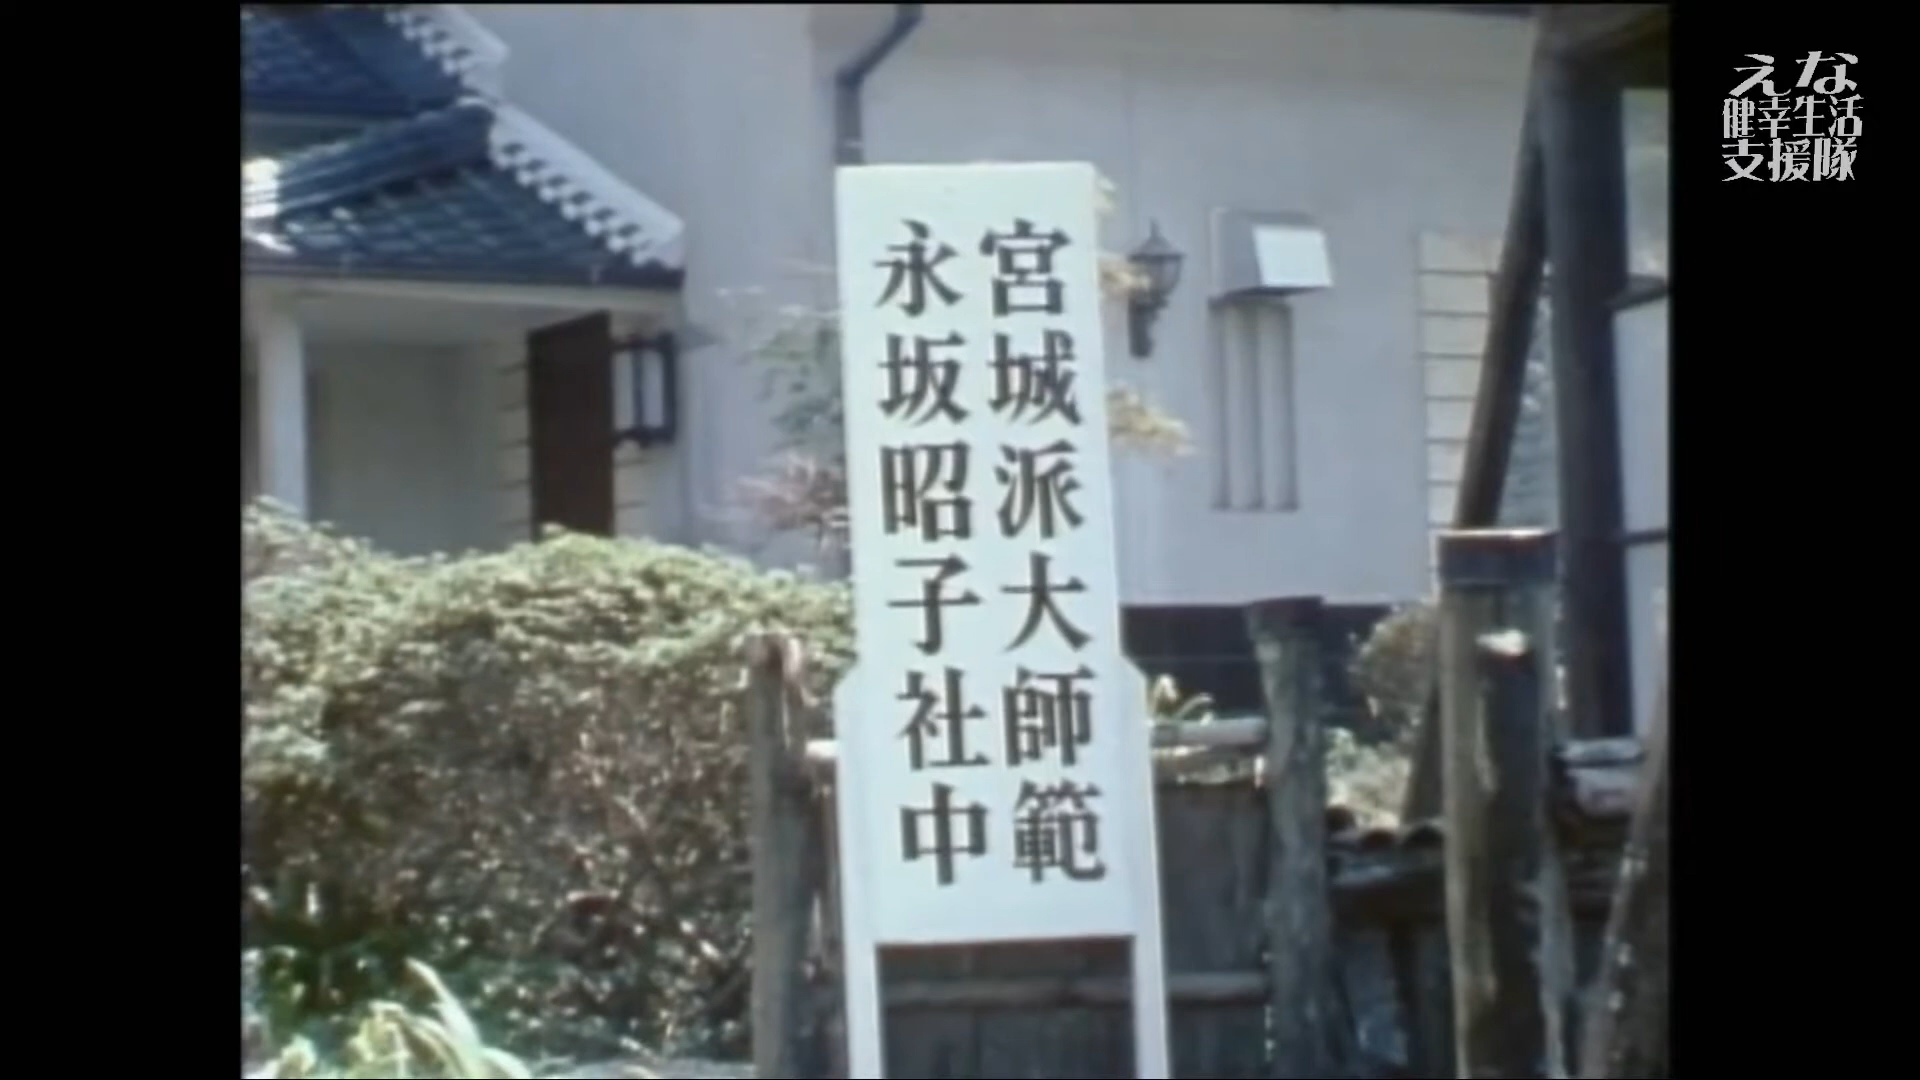 宮城派大師範
永坂昭子社中
えな
健幸生活
支援隊